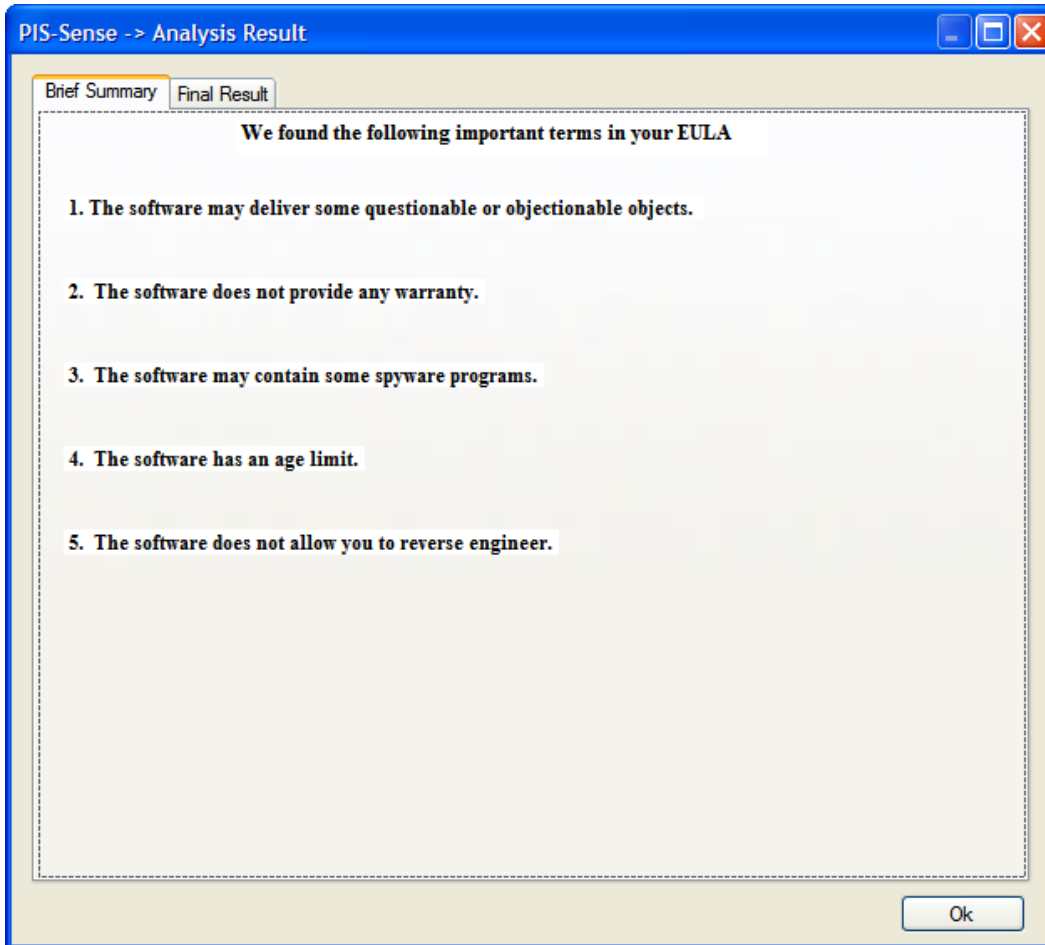 PIS-Sense -> Analysis Result
Brief Summary
Final Result
We found the following important terms in your EULA
1. The software may deliver some questionable or objectionable objects.
2. The software does not provide any warranty.
3. The software may contain some spyware programs.
4. The software has an age limit.
5. The software does not allow you to reverse engineer.
Ok